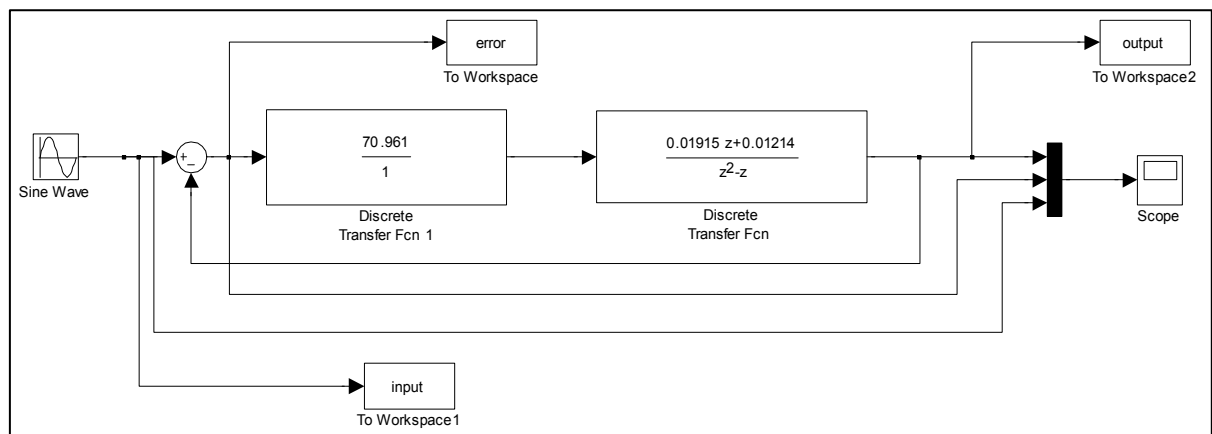 error
To Workspace
output
To Workspace2
Sine Wave
+
−
70 .961
1
Discrete
Transfer Fcn 1
0.01915 z+0.01214
z²-z
Discrete
Transfer Fcn
Scope
input
To Workspace1